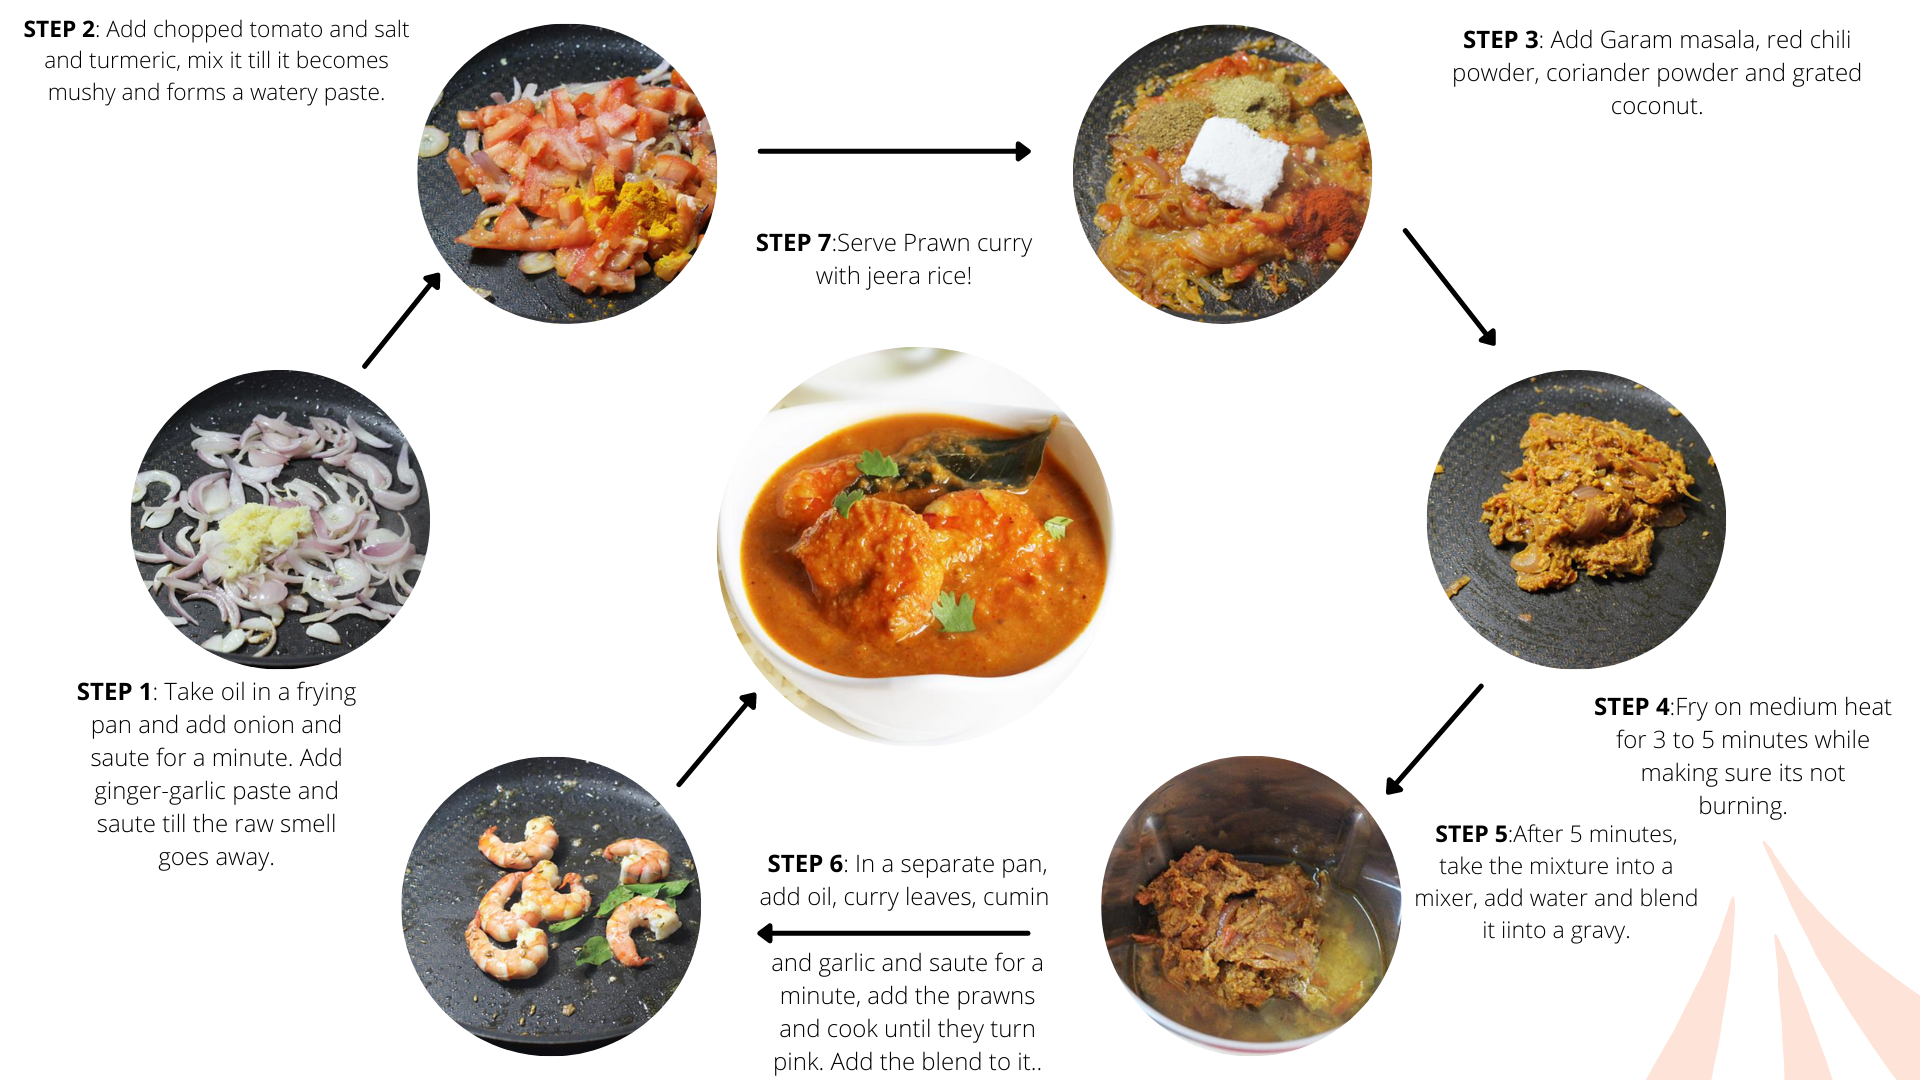 STEP 1: Take oil in a frying
pan and add onion and
saute for a minute. Add
ginger-garlic paste and
saute till the raw smell
goes away.
STEP 2: Add chopped tomato and salt
and turmeric, mix it till it becomes
mushy and forms a watery paste.
STEP 3: Add Garam masala, red chili
powder, coriander powder and grated
coconut.
STEP 4:Fry on medium heat
for 3 to 5 minutes while
making sure its not
burning.
STEP 5:After 5 minutes,
take the mixture into a
mixer, add water and blend
it iinto a gravy.
STEP 6: In a separate pan,
add oil, curry leaves, cumin
and garlic and saute for a
minute, add the prawns
and cook until they turn
pink. Add the blend to it..
STEP 7:Serve Prawn curry
with jeera rice!